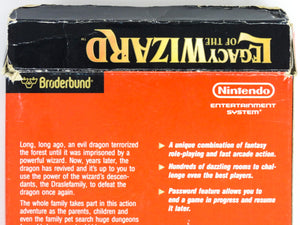 LEGACY
OF THE
WIZARD
Brøderbund
Nintendo
ENTERTAINMENT
SYSTEM
Long, long ago, an evil dragon terrorized
the forest until it was imprisoned by a
powerful wizard. Now, years later, the
dragon has revived and it's up to you to
use the power of the wizard's descen-
dants, the Draslefamily, to defeat the
dragon once again.
The whole family takes part in this action
adventure as the parents, children and
even the family pet search huge dungeons
A unique combination of fantasy
role-playing and fast arcade action.
Hundreds of dazzling rooms to chal-
lenge even the best players.
Password feature allows you to
end a game in progress and resume
it later.